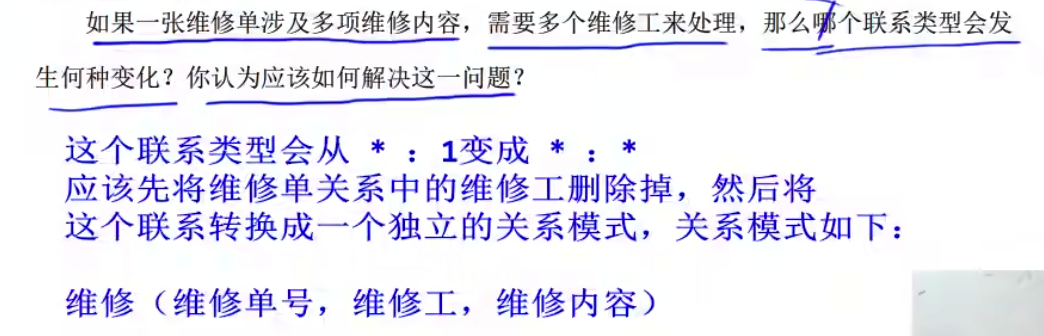 如果一张维修单涉及多项维修内容，需要多个维修工来处理，那么哪个联系类型会发
生何种变化？你认为应该如何解决这一问题？
这个联系类型会从 * ：1变成 * ：*
应该先将维修单关系中的维修工删除掉，然后将
这个联系转换成一个独立的关系模式，关系模式如下：
维修（维修单号，维修工，维修内容）